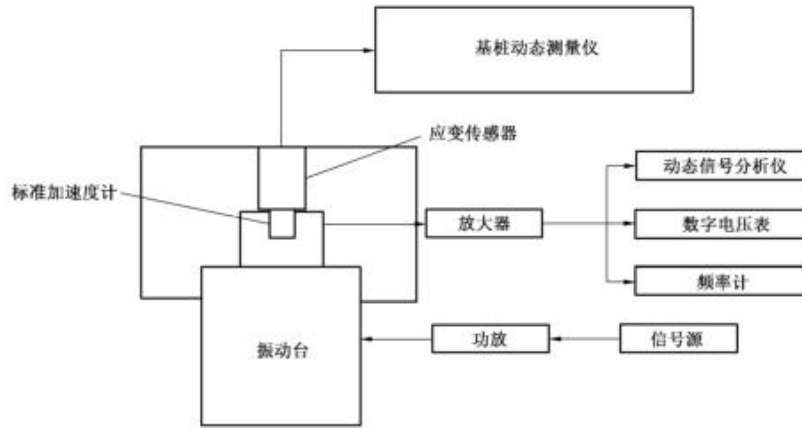 基桩动态测量仪
应变传感器
动态信号分析仪
标准加速度计
放大器
数字电压表
频率计
振动台
功放
信号源